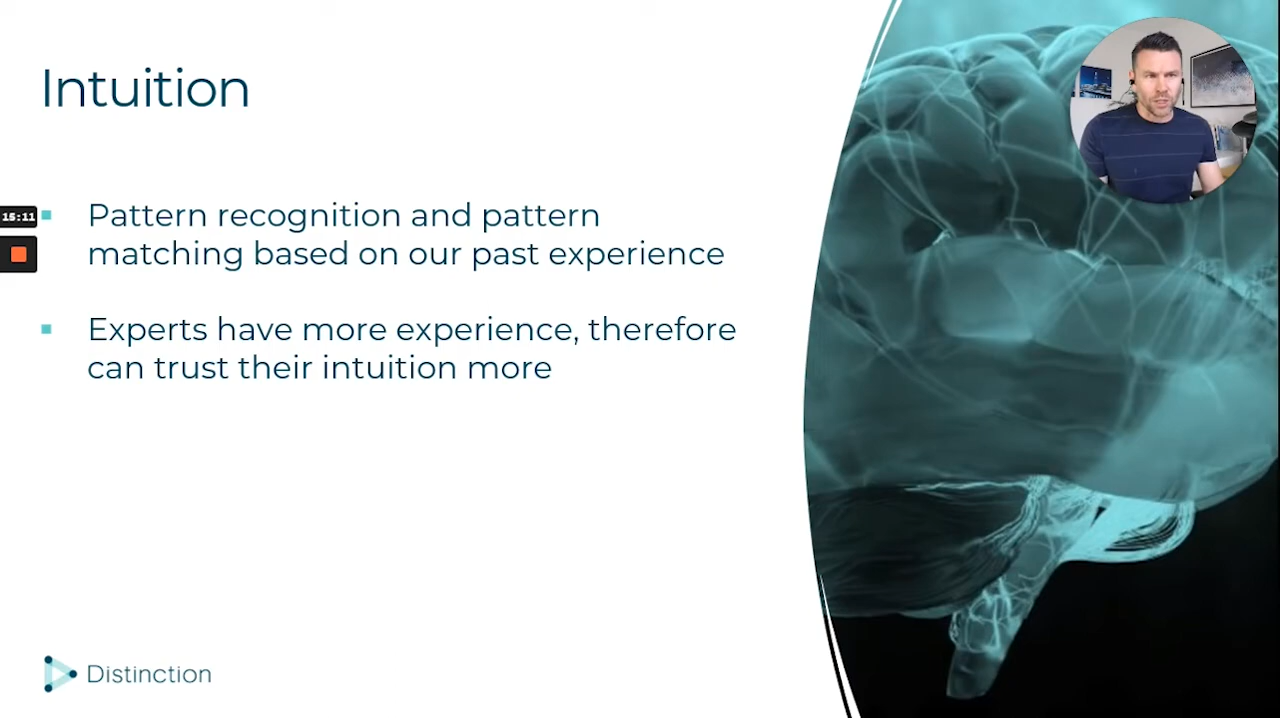 Intuition
15:11
Pattern recognition and pattern
matching based on our past experience
Experts have more experience, therefore
can trust their intuition more
Distinction